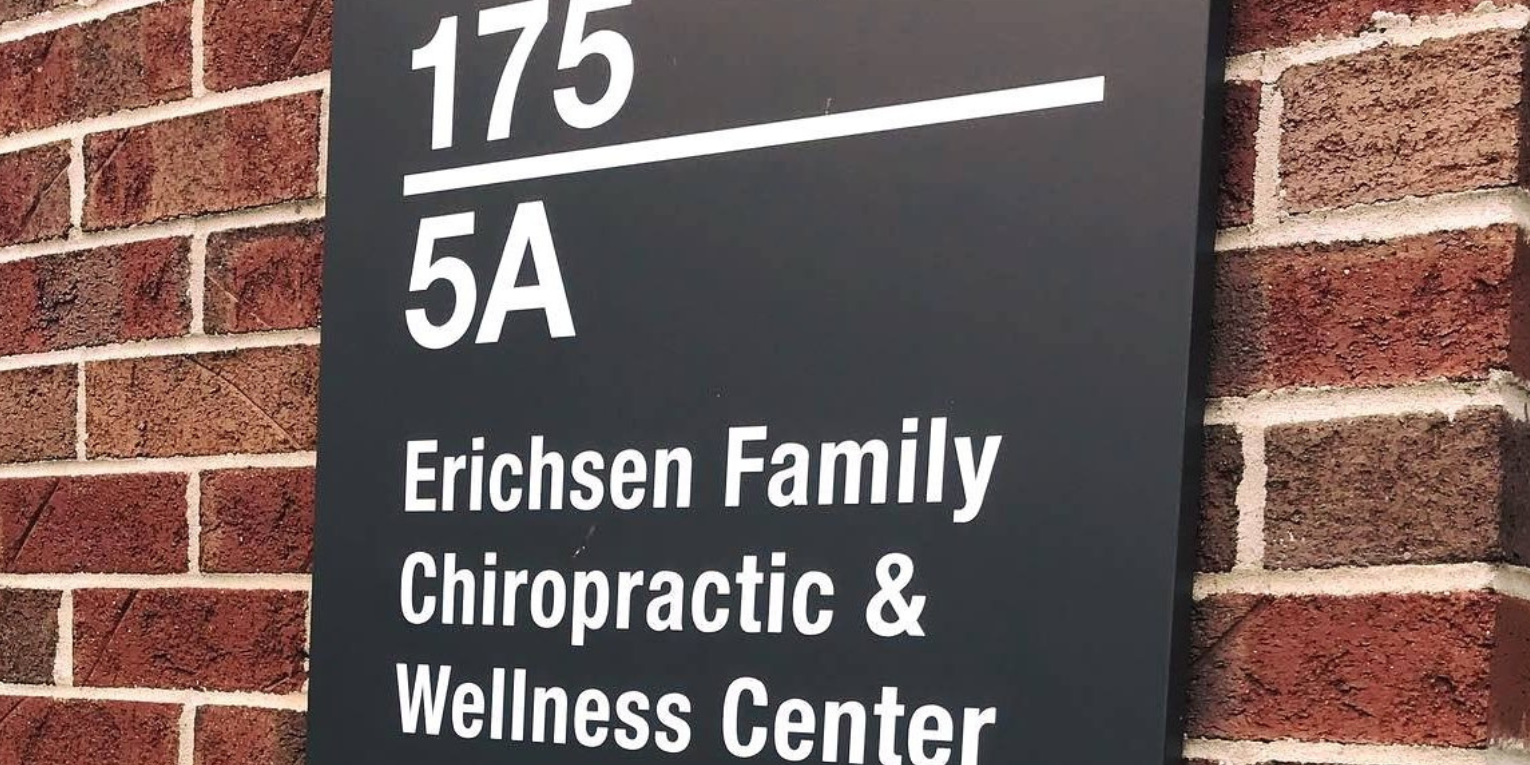 175
5A
Erichsen Family
Chiropractic &
Wellness Center